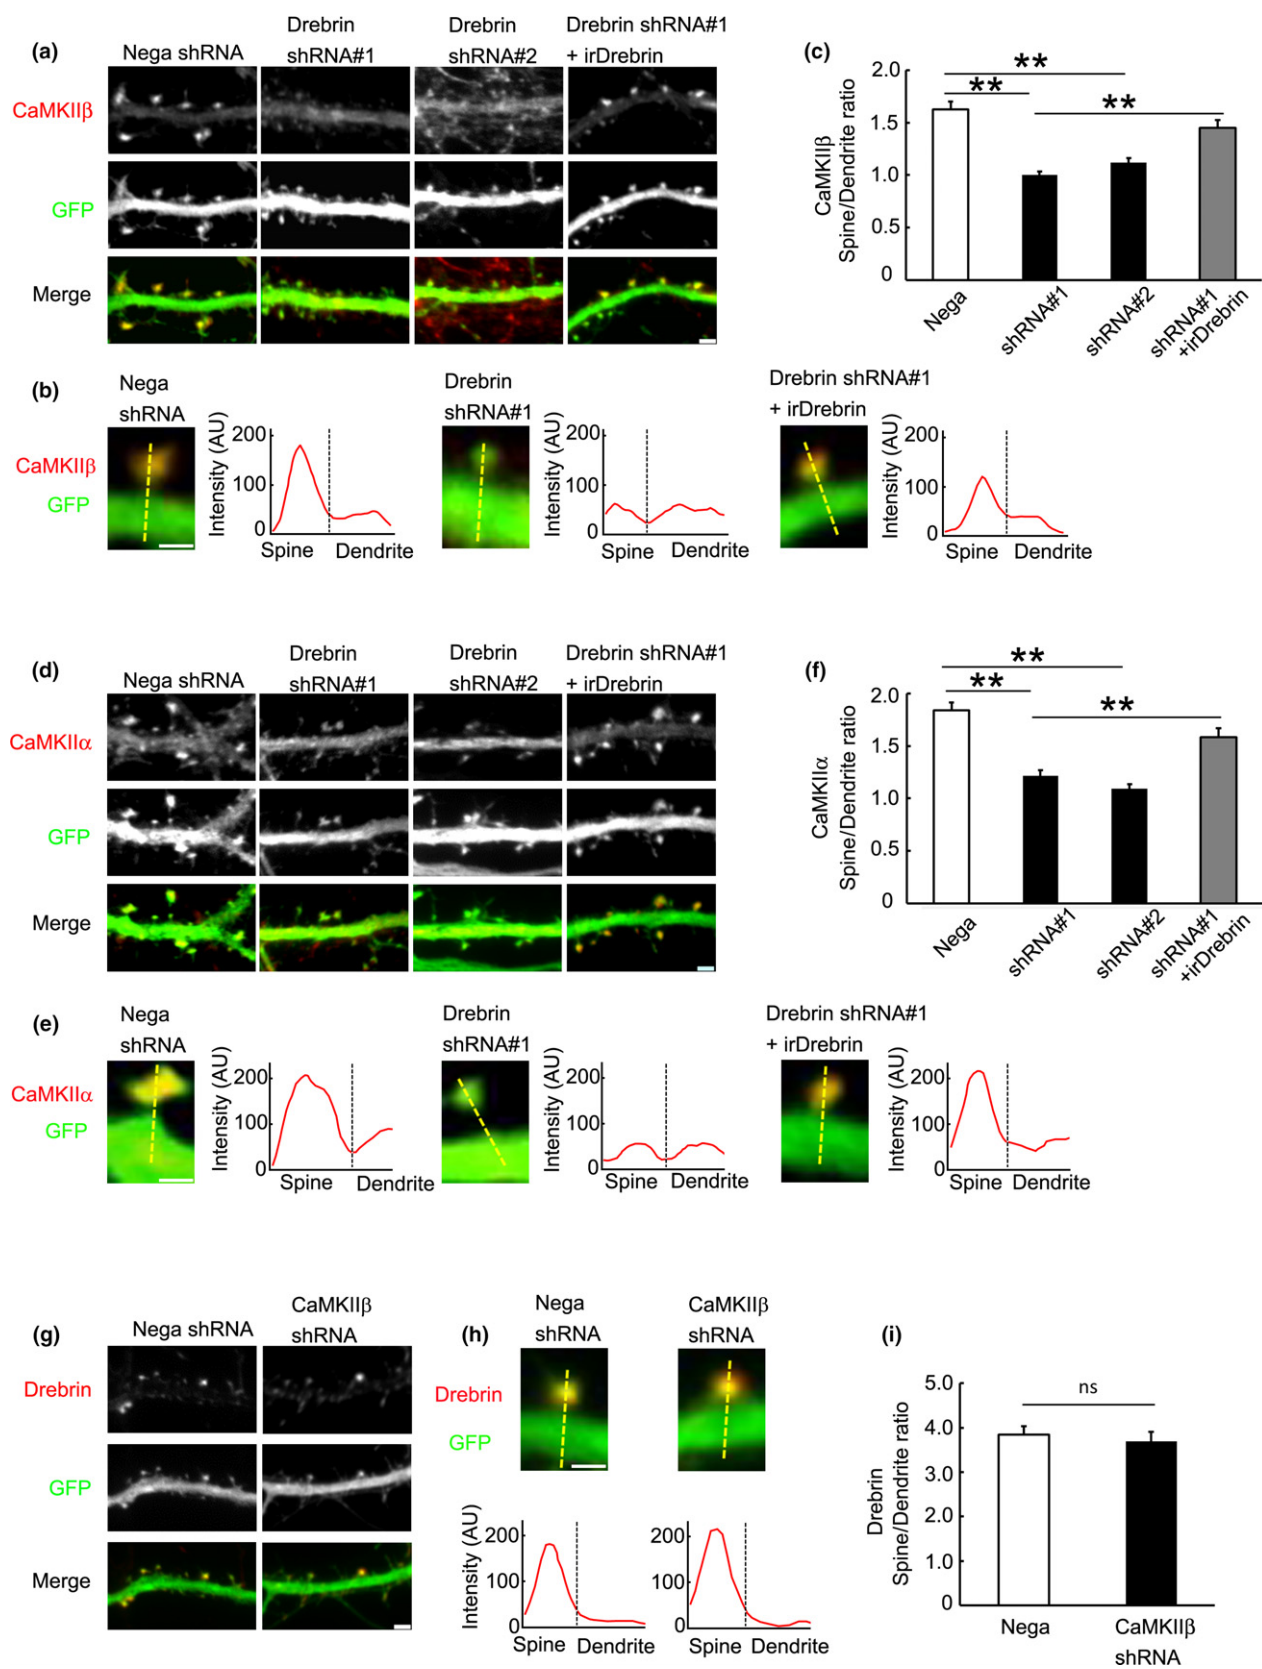 (a)
Nega shRNA
Drebrin
shRNA#1
Drebrin
shRNA#2
Drebrin shRNA#1
+ irDrebrin
CaMKIIβ
GFP
Merge
(c)
CaMKIIβ
Spine/Dendrite ratio
2.0
1.5
1.0
0.5
0
**
**
**
Nega
shRNA#1
shRNA#2
shRNA#1
+irDrebrin
(b)
Nega
shRNA
CaMKIIβ
GFP
Intensity (AU)
200
100
0
Spine
Dendrite
Drebrin
shRNA#1
Intensity (AU)
200
100
0
Spine
Dendrite
Drebrin shRNA#1
+ irDrebrin
Intensity (AU)
200
100
0
Spine
Dendrite
(d)
Nega shRNA
Drebrin
shRNA#1
Drebrin
shRNA#2
Drebrin shRNA#1
+ irDrebrin
CaMKIIα
GFP
Merge
(f)
CaMKIIα
Spine/Dendrite ratio
2.0
1.5
1.0
0.5
0
**
**
**
Nega
shRNA#1
shRNA#2
shRNA#1
+irDrebrin
(e)
Nega
shRNA
CaMKIIα
GFP
Intensity (AU)
200
100
0
Spine
Dendrite
Drebrin
shRNA#1
Intensity (AU)
200
100
0
Spine
Dendrite
Drebrin shRNA#1
+ irDrebrin
Intensity (AU)
200
100
0
Spine
Dendrite
(g)
Nega shRNA
CaMKIIβ
shRNA
Drebrin
GFP
Merge
(h)
Nega
shRNA
CaMKIIβ
shRNA
Drebrin
GFP
Intensity (AU)
200
100
0
Spine
Dendrite
200
100
0
Spine
Dendrite
(i)
Drebrin
Spine/Dendrite ratio
5.0
4.0
3.0
4.0
1.0
0
ns
Nega
CaMKIIβ
shRNA